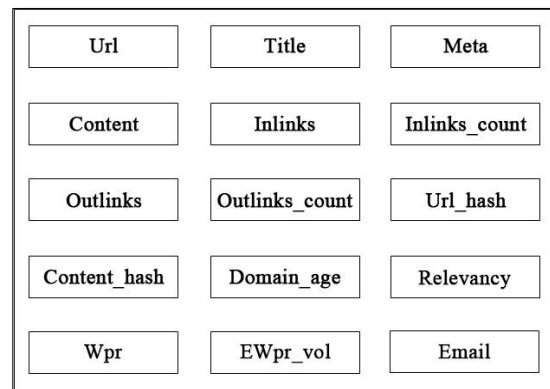 Url Title Meta
Content Inlinks Inlinks_count
Outlinks Outlinks_count Url_hash
Content_hash Domain_age Relevancy
Wpr EWpr_vol Email